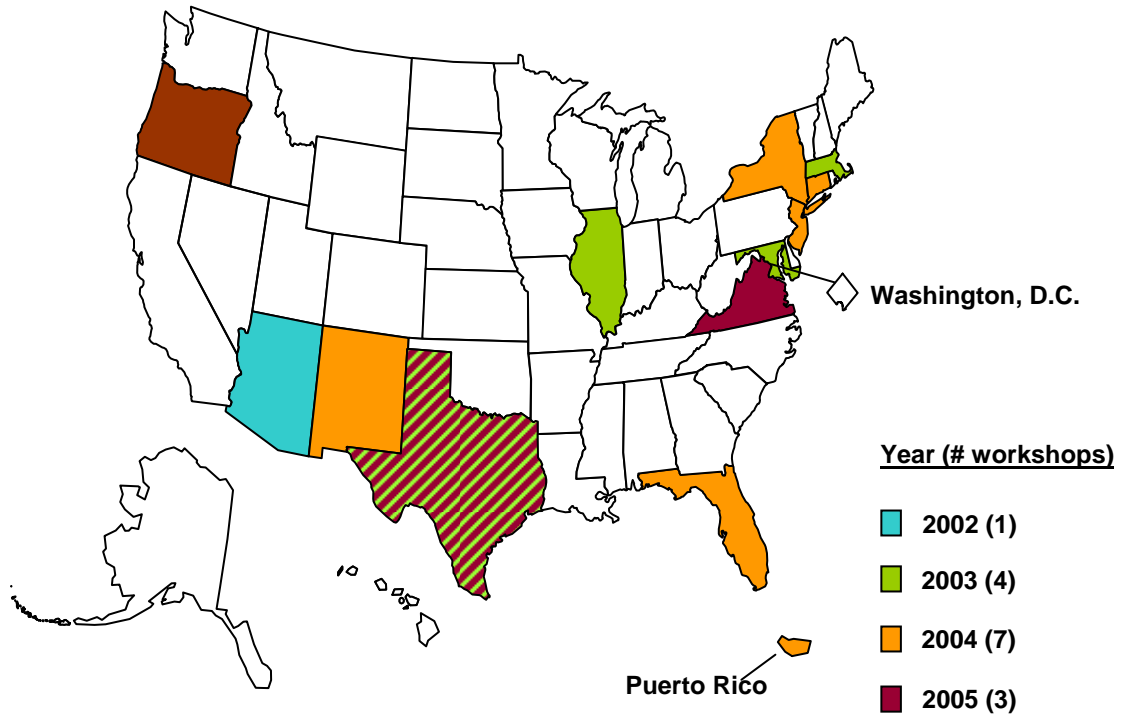 Washington, D.C.
Year (# workshops)
2002 (1)
2003 (4)
2004 (7)
Puerto Rico
2005 (3)